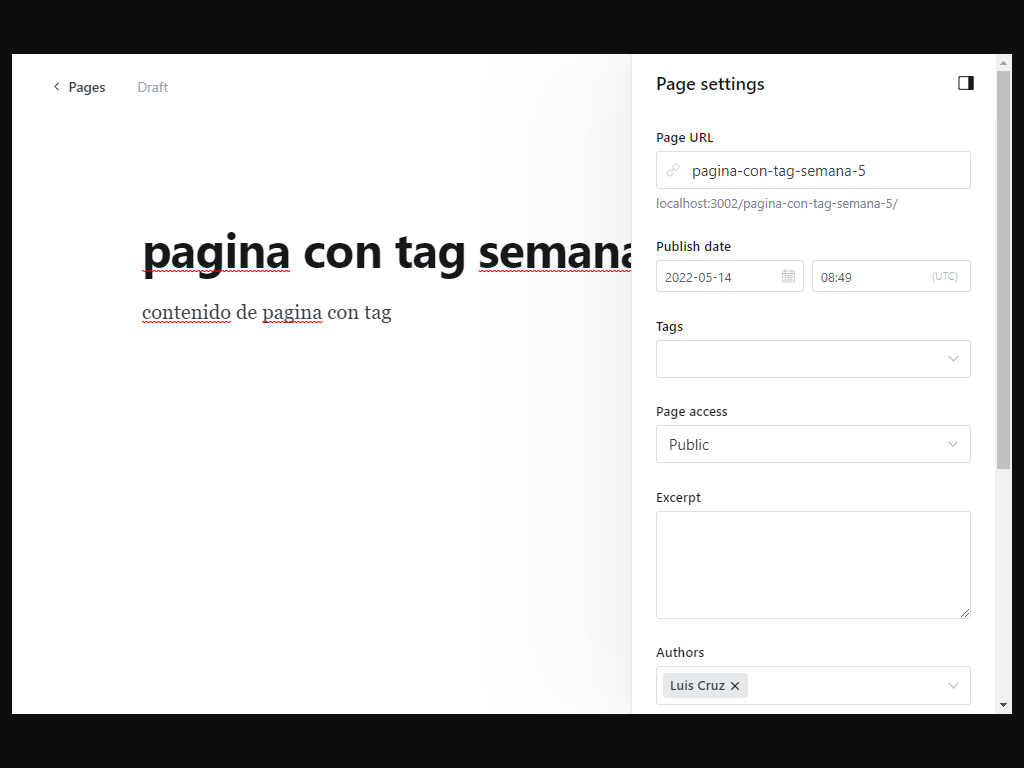 Pages Draft
pagina con tag semana
contenido de pagina con tag
Page settings
Page URL
pagina-con-tag-semana-5
localhost:3002/pagina-con-tag-semana-5/
Publish date
2022-05-14 08:49 (UTC)
Tags
Page access
Public
Excerpt
Authors
Luis Cruz